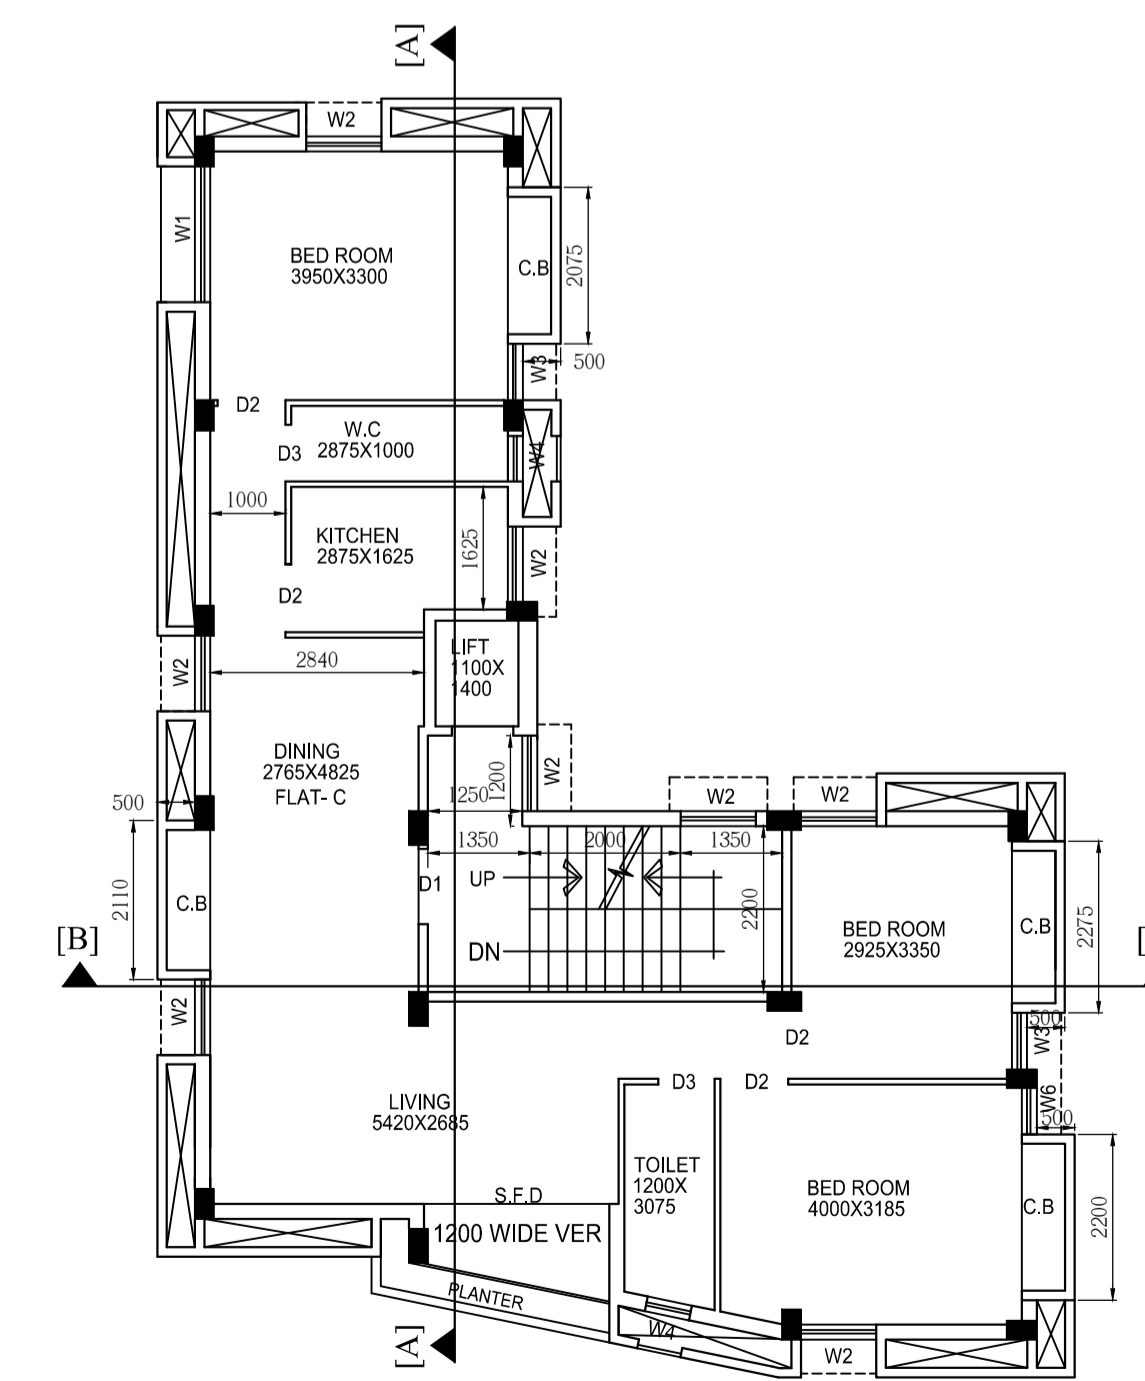 [A]
W2
W1
BED ROOM
3950X3300
C.B
2075
W3
500
D2
W.C
2875X1000
D3
W4
1000
KITCHEN
2875X1625
1625
W2
D2
LIFT
1100X
1400
2840
W2
DINING
2765X4825
FLAT- C
W2
1200
1250
500
W2
W2
1350
2000
1350
D1
UP
2110
C.B
2200
DN
BED ROOM
2925X3350
C.B
2275
[B]
[
W2
500
W3
D2
D3
D2
W6
500
LIVING
5420X2685
TOILET
1200X
3075
BED ROOM
4000X3185
C.B
2200
S.F.D
1200 WIDE VER
PLANTER
W4
W2
[A]